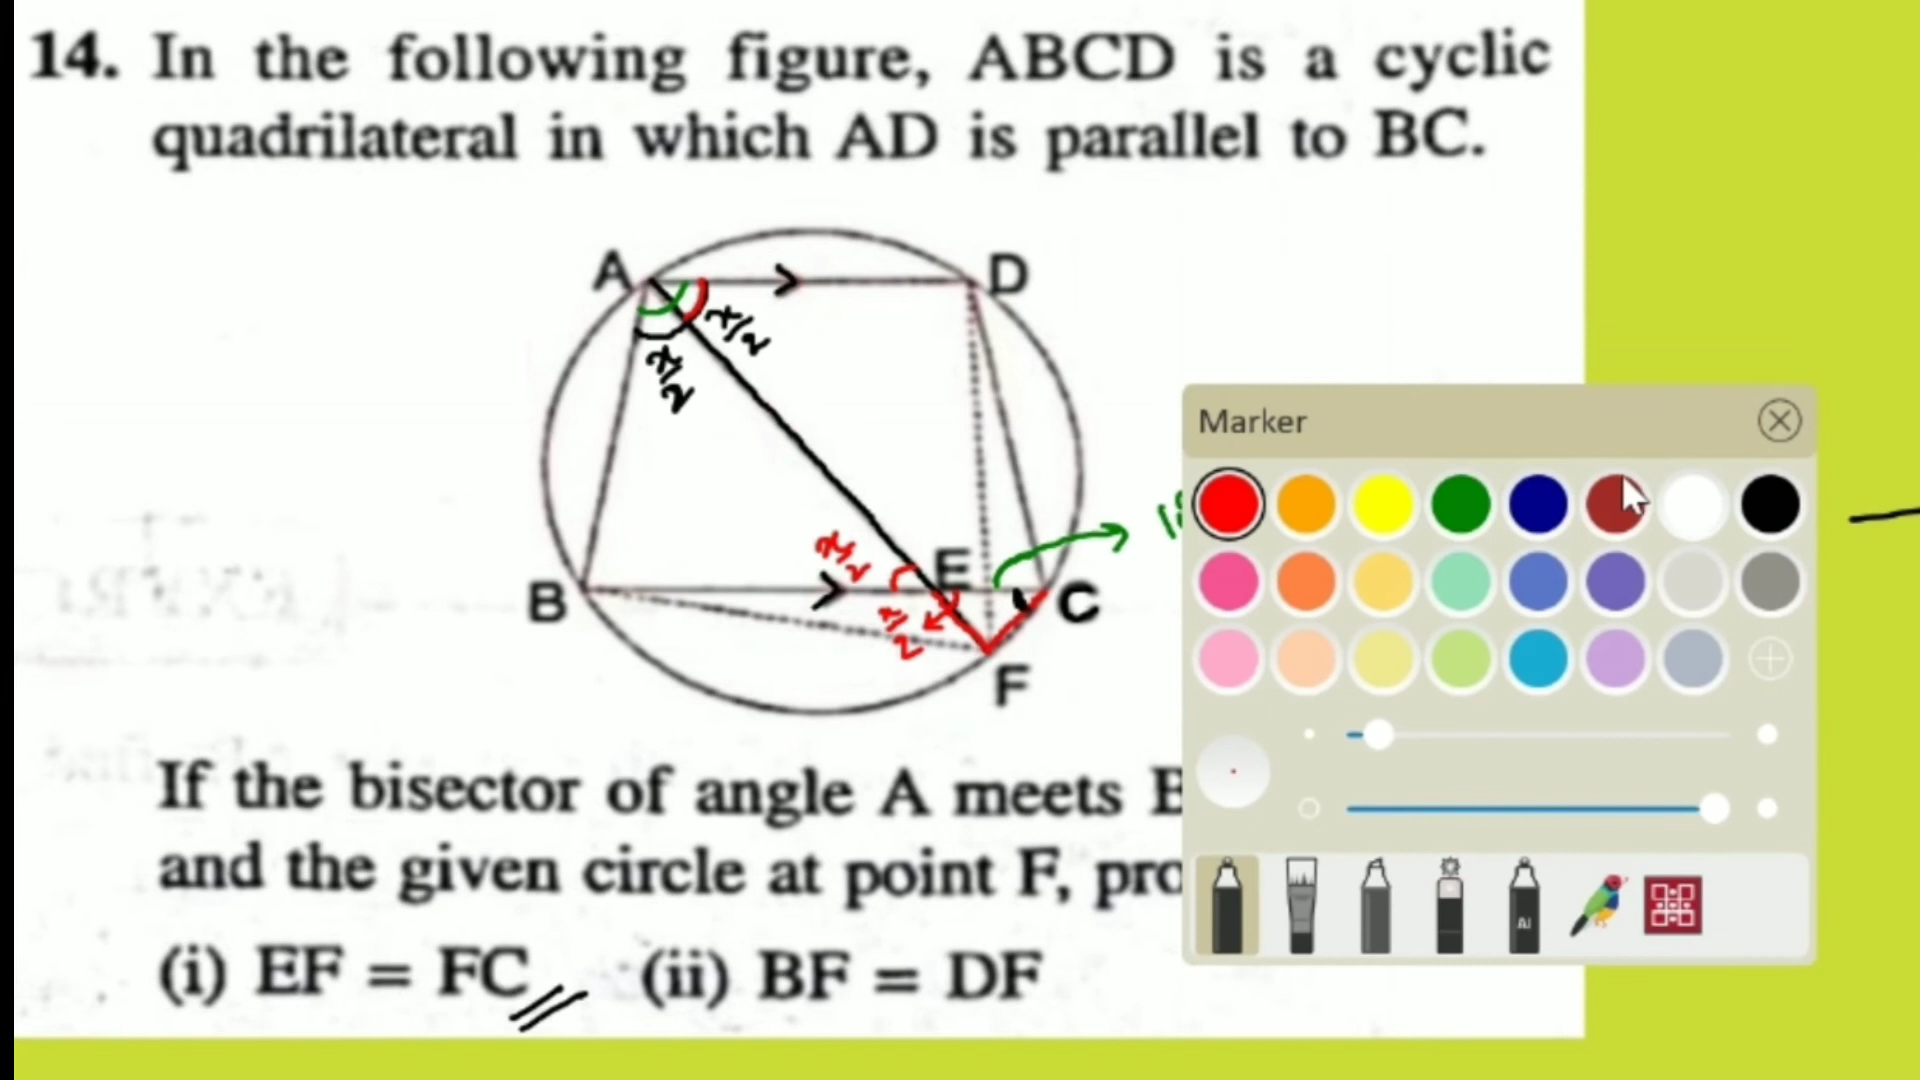 14. In the following figure, ABCD is a cyclic
quadrilateral in which AD is parallel to BC.
A
D
x/2
x/2
Marker
x/2
E
B
C
x/2
F
If the bisector of angle A meets
and the given circle at point F,
(i) EF = FC (ii) BF = DF
AI